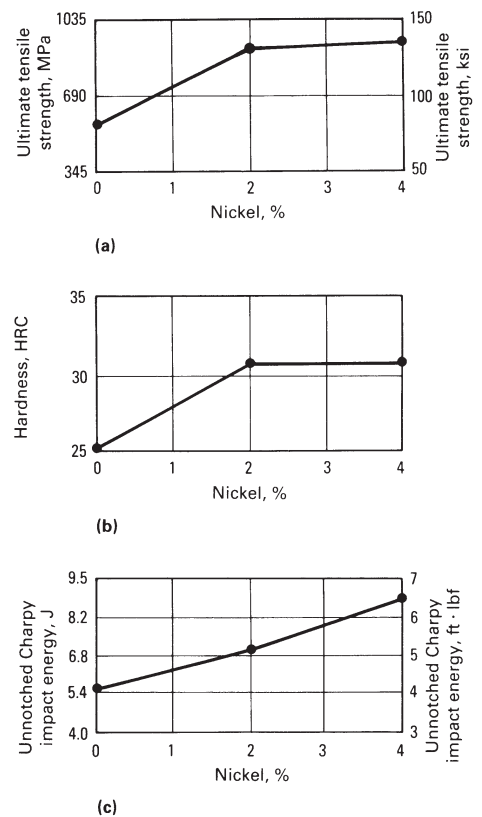 Ultimate tensile
strength, MPa
1035
690
345
150
100
50
Ultimate tensile
strength, ksi
0 1 2 3 4
Nickel, %
(a)
Hardness, HRC
35
30
25
0 1 2 3 4
Nickel, %
(b)
Unnotched Charpy
impact energy, J
9.5
8.2
6.8
5.4
4.0
7
6
5
4
3
Unnotched Charpy
impact energy, ft · lbf
0 1 2 3 4
Nickel, %
(c)